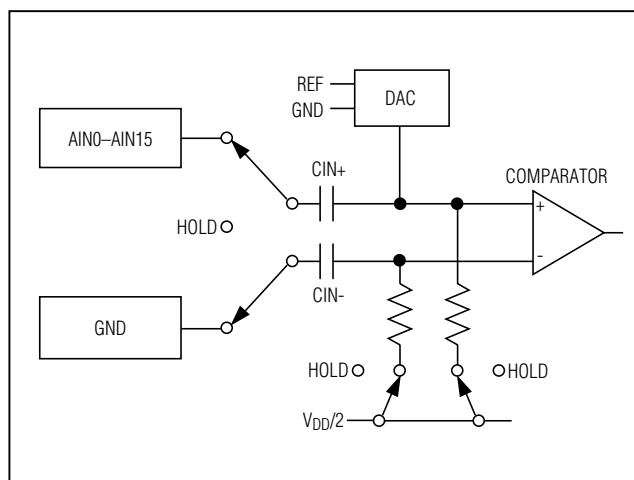 REF
GND
DAC
AIN0–AIN15
CIN+
COMPARATOR
+
HOLD
-
CIN-
GND
HOLD
HOLD
VDD/2